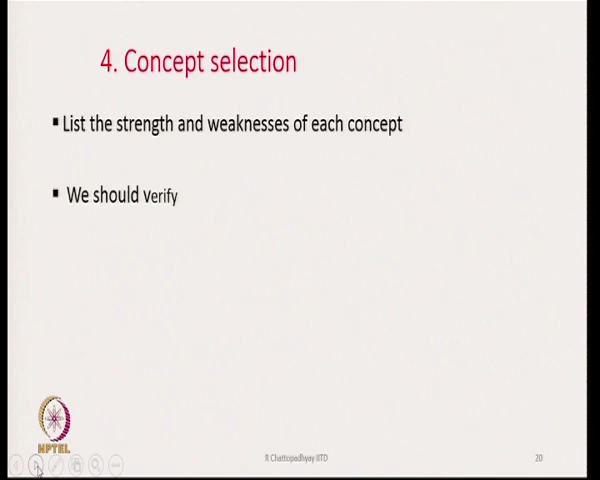 4. Concept selection
▪ List the strength and weaknesses of each concept
▪ We should verify
NPTEL
R Chattopadhyay IITD
20